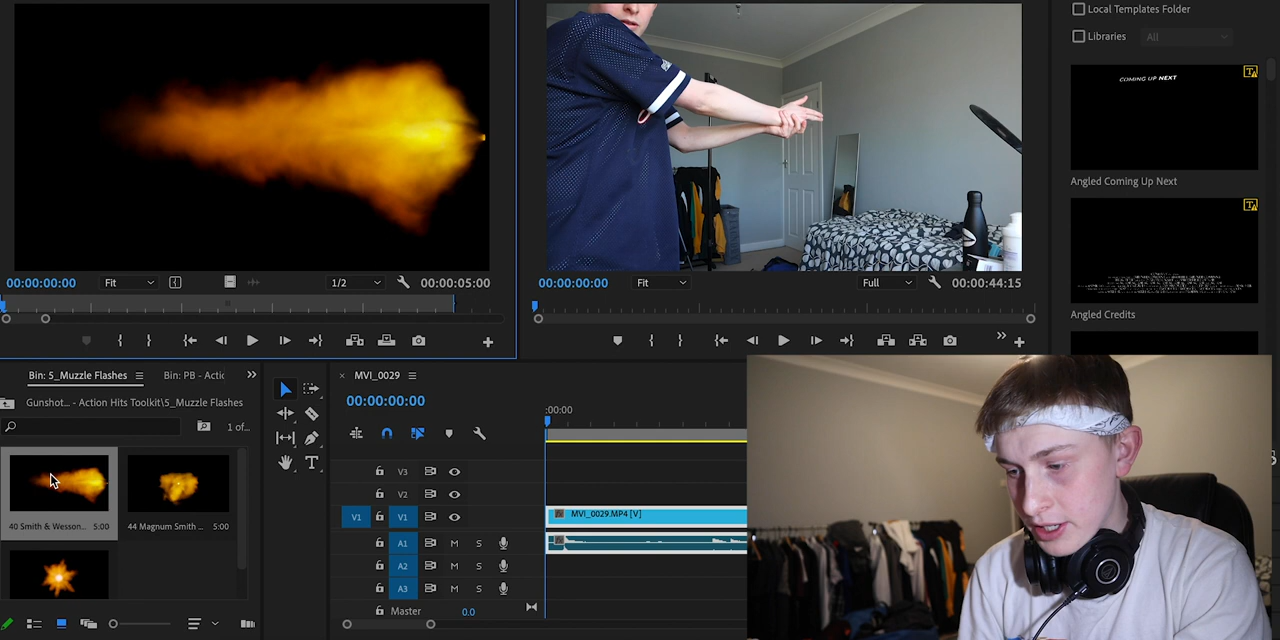 Local Templates Folder
Libraries
All
COMING UP NEXT
Angled Coming Up Next
Angled Credits
00:00:00:00
Fit
1/2
00:00:05:00
00:00:00:00
Fit
Full
00:00:44:15
Bin: 5_Muzzle Flashes
Bin: PB - Actic
Gunshot... - Action Hits Toolkit\5_Muzzle Flashes
1 of...
40 Smith & Wesson... 5:00
44 Magnum Smith ... 5:00
MVI_0029
00:00:00:00
:00:00
V3
V2
V1 V1
MVI_0029.MP4 [V]
A1 M S
A2 M S
A3 M S
Master 0.0